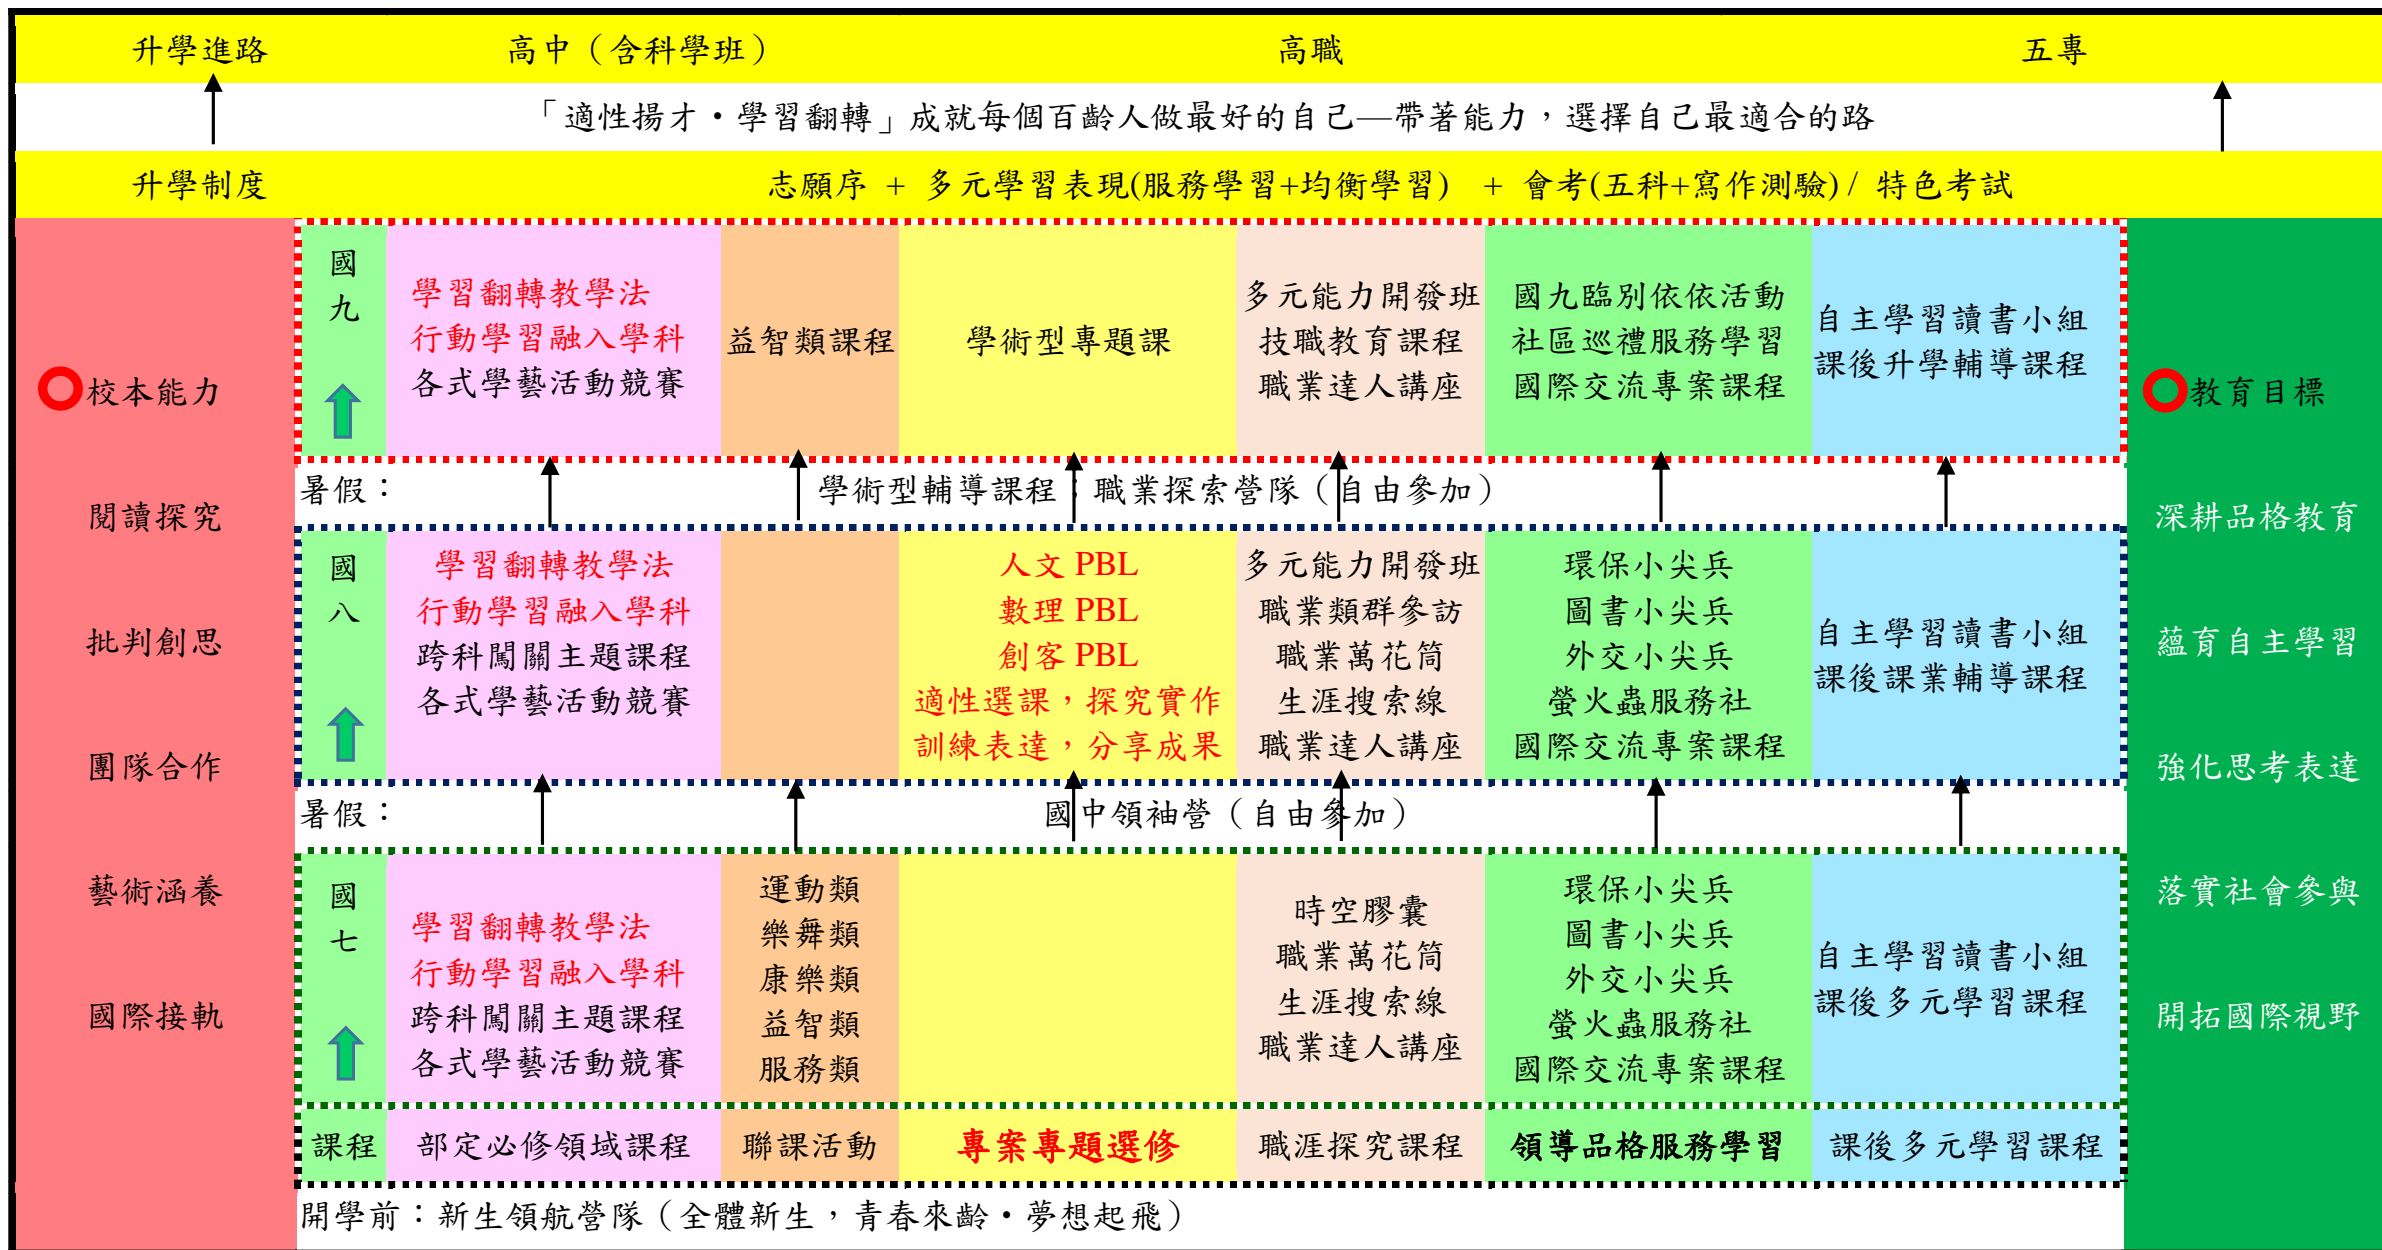 升學進路 高中（含科學班） 高職 五專
「適性揚才・學習翻轉」成就每個百齡人做最好的自己—帶著能力，選擇自己最適合的路
升學制度 志願序 + 多元學習表現(服務學習+均衡學習) + 會考(五科+寫作測驗) / 特色考試
校本能力
閱讀探究
批判創思
團隊合作
藝術涵養
國際接軌
國
九
學習翻轉教學法
行動學習融入學科
各式學藝活動競賽
益智類課程
學術型專題課
多元能力開發班
技職教育課程
職業達人講座
國九臨別依依活動
社區巡禮服務學習
國際交流專案課程
自主學習讀書小組
課後升學輔導課程
暑假： 學術型輔導課程；職業探索營隊（自由參加）
國
八
學習翻轉教學法
行動學習融入學科
跨科闖關主題課程
各式學藝活動競賽
人文 PBL
數理 PBL
創客 PBL
適性選課，探究實作
訓練表達，分享成果
多元能力開發班
職業類群參訪
職業萬花筒
生涯搜索線
職業達人講座
環保小尖兵
圖書小尖兵
外交小尖兵
螢火蟲服務社
國際交流專案課程
自主學習讀書小組
課後課業輔導課程
暑假： 國中領袖營（自由參加）
國
七
學習翻轉教學法
行動學習融入學科
跨科闖關主題課程
各式學藝活動競賽
運動類
樂舞類
康樂類
益智類
服務類
時空膠囊
職業萬花筒
生涯搜索線
職業達人講座
環保小尖兵
圖書小尖兵
外交小尖兵
螢火蟲服務社
國際交流專案課程
自主學習讀書小組
課後多元學習課程
課程 部定必修領域課程 聯課活動 專案專題選修 職涯探究課程 領導品格服務學習 課後多元學習課程
開學前：新生領航營隊（全體新生，青春來齡・夢想起飛）
教育目標
深耕品格教育
蘊育自主學習
強化思考表達
落實社會參與
開拓國際視野